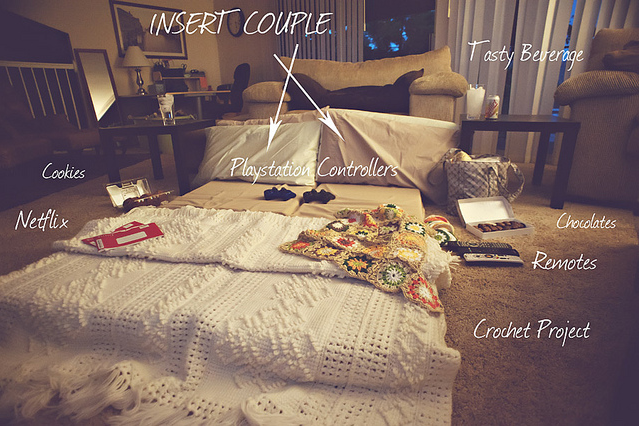 INSERT COUPLE
Tasty Beverage
Playstation Controllers
Cookies
Netflix
Chocolates
Remotes
Crochet Project